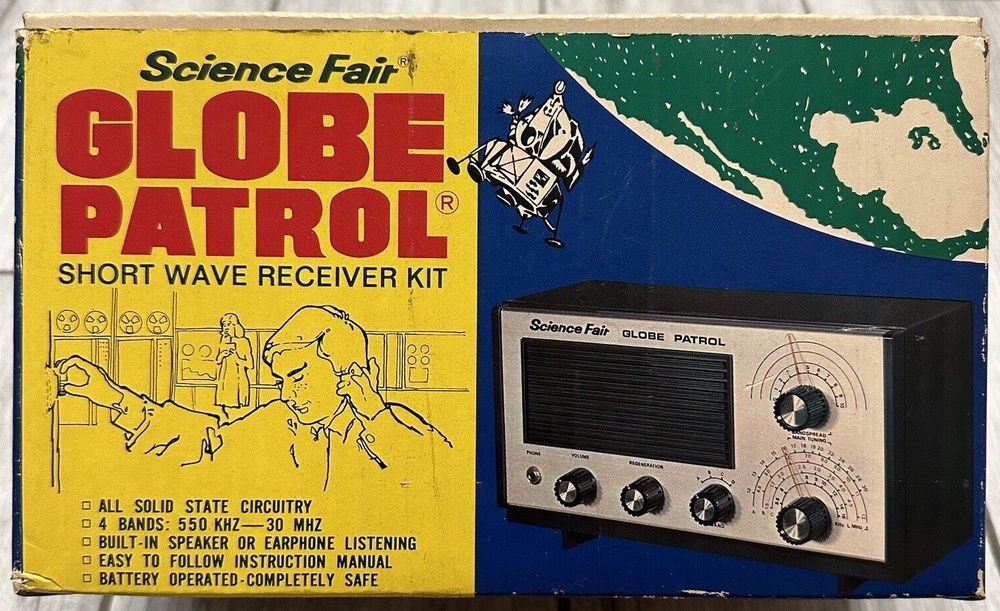 Science Fair®
GLOBE
PATROL®
SHORT WAVE RECEIVER KIT
□ ALL SOLID STATE CIRCUITRY
□ 4 BANDS: 550 KHZ—30 MHZ
□ BUILT-IN SPEAKER OR EARPHONE LISTENING
□ EASY TO FOLLOW INSTRUCTION MANUAL
□ BATTERY OPERATED-COMPLETELY SAFE
Science Fair GLOBE PATROL
BANDSPREAD
MAIN TUNING
PHONE VOLUME REGENERATION